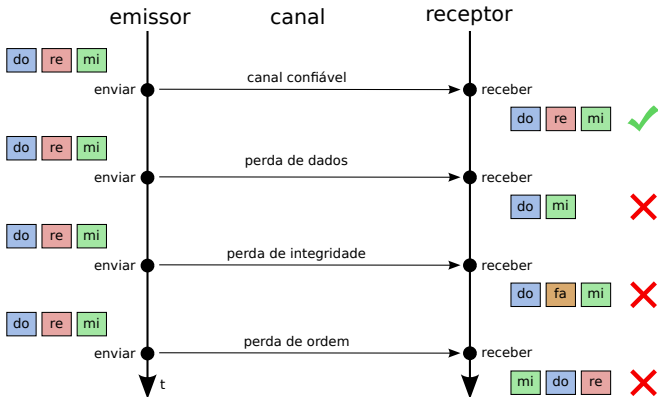 emissor canal receptor
do re mi
enviar canal confiável receber
do re mi
do re mi
enviar perda de dados receber
do mi
do re mi
enviar perda de integridade receber
do fa mi
do re mi
enviar perda de ordem receber
t
mi do re